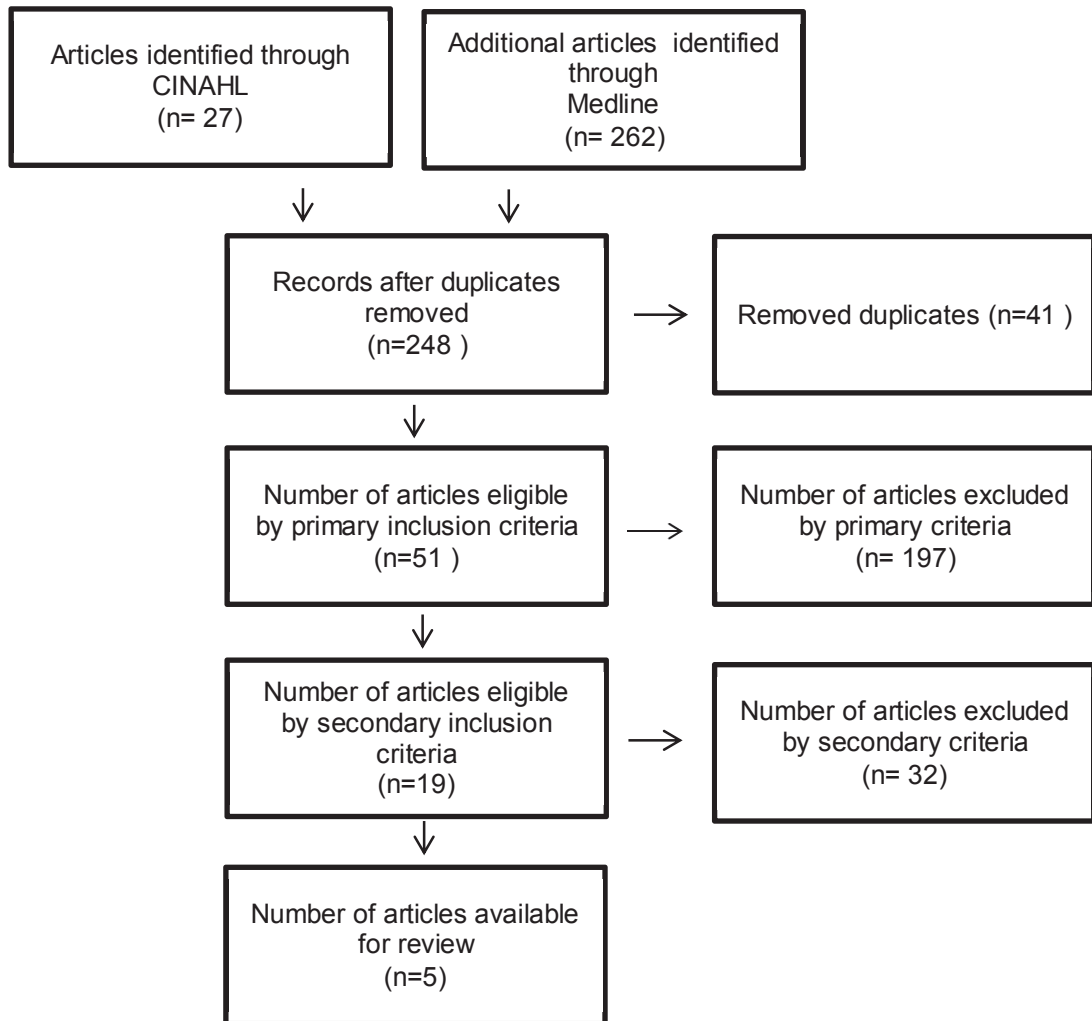 Articles identified through
CINAHL
(n= 27)
Additional articles identified
through
Medline
(n= 262)
Records after duplicates
removed
(n=248 )
Removed duplicates (n=41 )
Number of articles eligible
by primary inclusion criteria
(n=51 )
Number of articles excluded
by primary criteria
(n= 197)
Number of articles eligible
by secondary inclusion
criteria
(n=19)
Number of articles excluded
by secondary criteria
(n= 32)
Number of articles available
for review
(n=5)